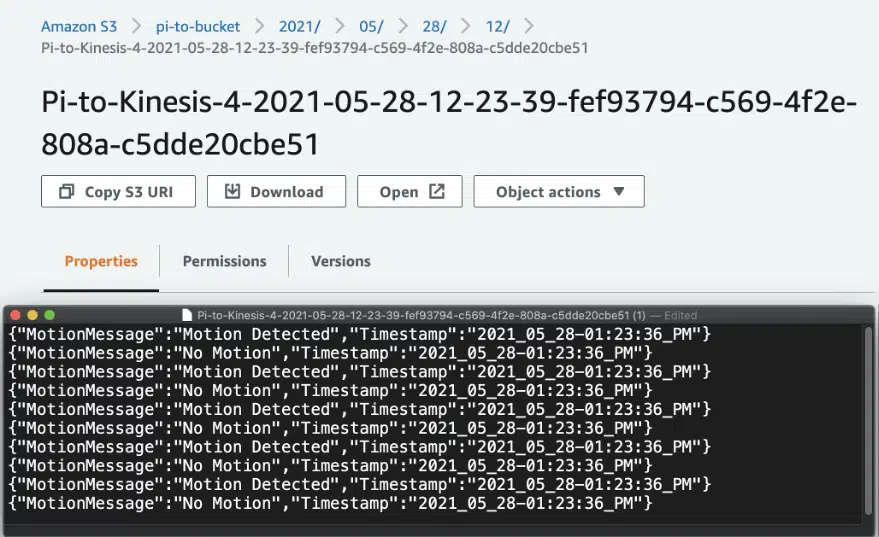 Amazon S3 > pi-to-bucket > 2021/ > 05/ > 28/ > 12/ >
Pi-to-Kinesis-4-2021-05-28-12-23-39-fef93794-c569-4f2e-808a-c5dde20cbe51
Pi-to-Kinesis-4-2021-05-28-12-23-39-fef93794-c569-4f2e-
808a-c5dde20cbe51
Copy S3 URI Download Open Object actions ▼
Properties Permissions Versions
Pi-to-Kinesis-4-2021-05-28-12-23-39-fef93794-c569-4f2e-808a-c5dde20cbe51 (1) — Edited
{"MotionMessage":"Motion Detected","Timestamp":"2021_05_28-01:23:36_PM"}
{"MotionMessage":"No Motion","Timestamp":"2021_05_28-01:23:36_PM"}
{"MotionMessage":"Motion Detected","Timestamp":"2021_05_28-01:23:36_PM"}
{"MotionMessage":"No Motion","Timestamp":"2021_05_28-01:23:36_PM"}
{"MotionMessage":"Motion Detected","Timestamp":"2021_05_28-01:23:36_PM"}
{"MotionMessage":"No Motion","Timestamp":"2021_05_28-01:23:36_PM"}
{"MotionMessage":"Motion Detected","Timestamp":"2021_05_28-01:23:36_PM"}
{"MotionMessage":"No Motion","Timestamp":"2021_05_28-01:23:36_PM"}
{"MotionMessage":"Motion Detected","Timestamp":"2021_05_28-01:23:36_PM"}
{"MotionMessage":"No Motion","Timestamp":"2021_05_28-01:23:36_PM"}